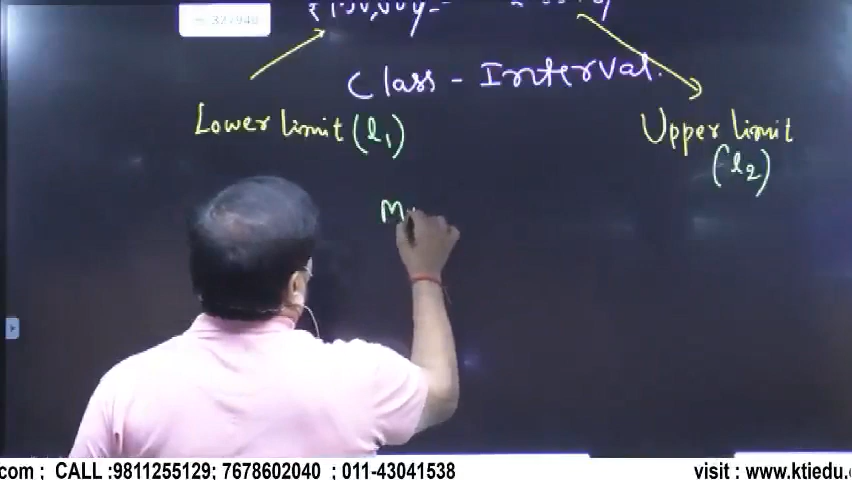 Class - Interval.
Lower limit (l1)
Upper limit
(l2)
M
com ; CALL :9811255129; 7678602040 ; 011-43041538
visit : www.ktiedu.c